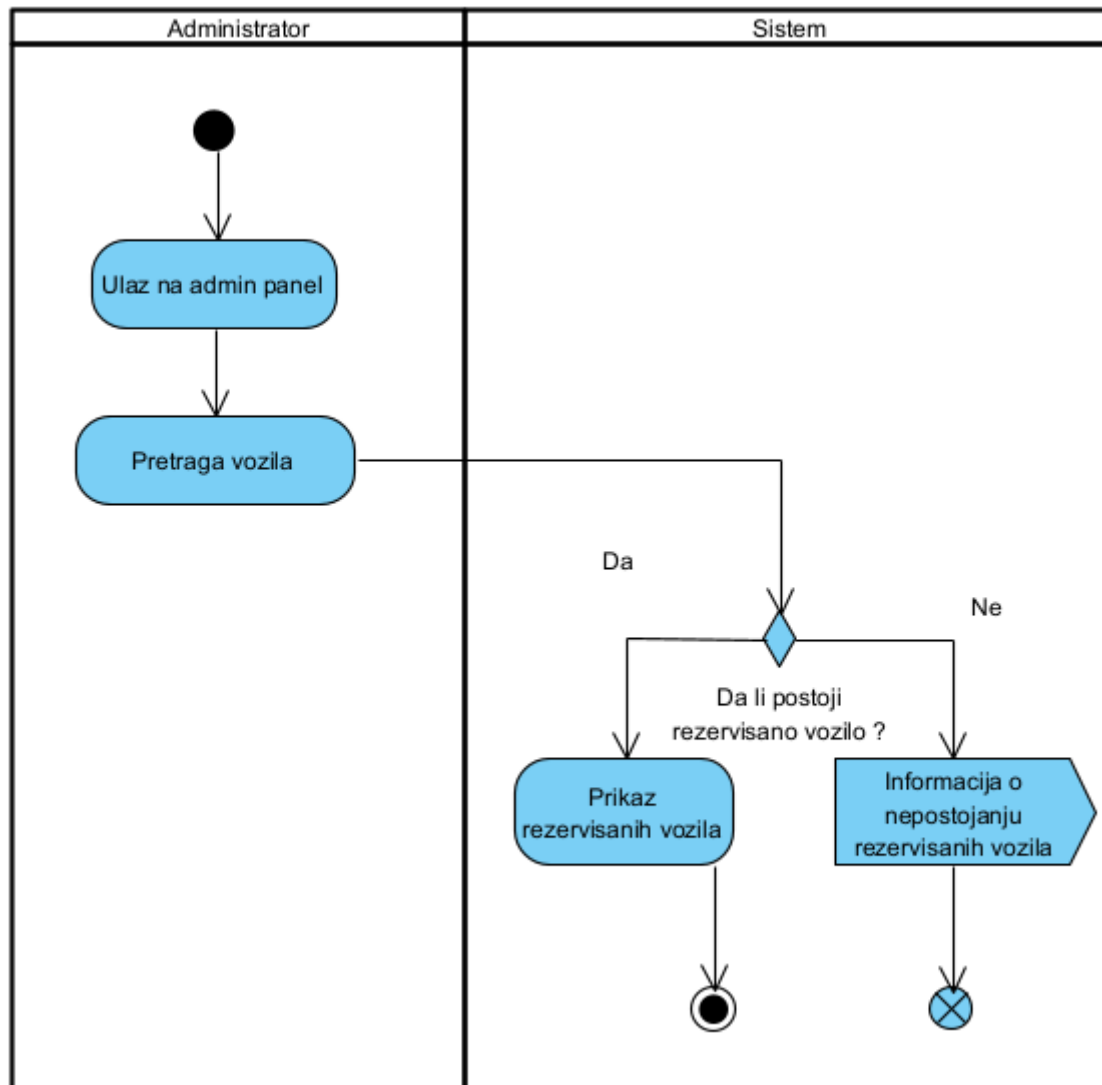 Administrator
Sistem
Ulaz na admin panel
Pretraga vozila
Da
Ne
Da li postoji
rezervisano vozilo ?
Prikaz
rezervisanih vozila
Informacija o
nepostojanju
rezervisanih vozila